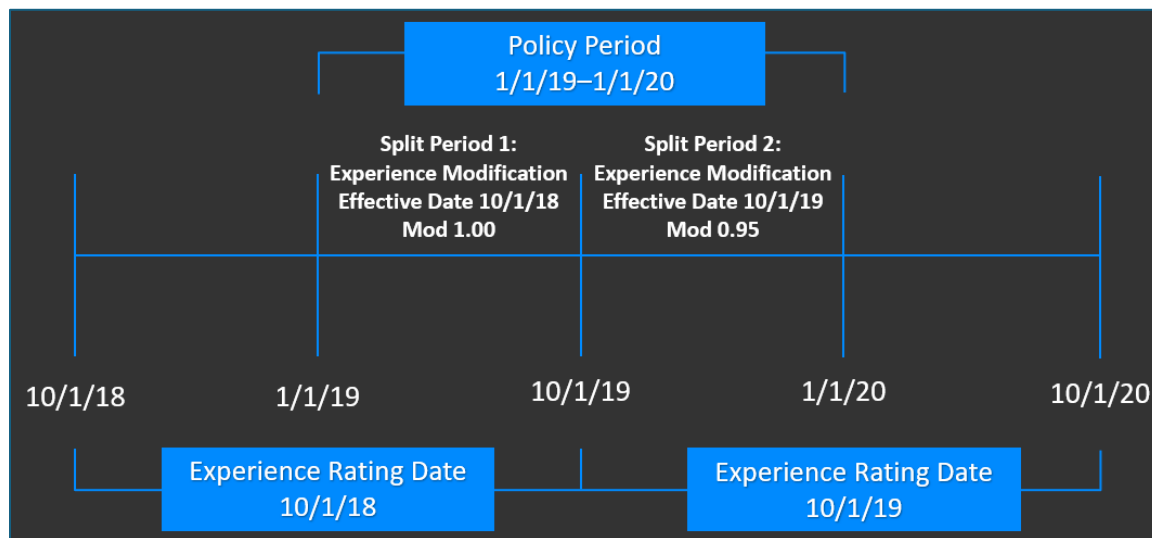 Policy Period
1/1/19–1/1/20
Split Period 1:
Experience Modification
Effective Date 10/1/18
Mod 1.00
Split Period 2:
Experience Modification
Effective Date 10/1/19
Mod 0.95
10/1/18
1/1/19
10/1/19
1/1/20
10/1/20
Experience Rating Date
10/1/18
Experience Rating Date
10/1/19